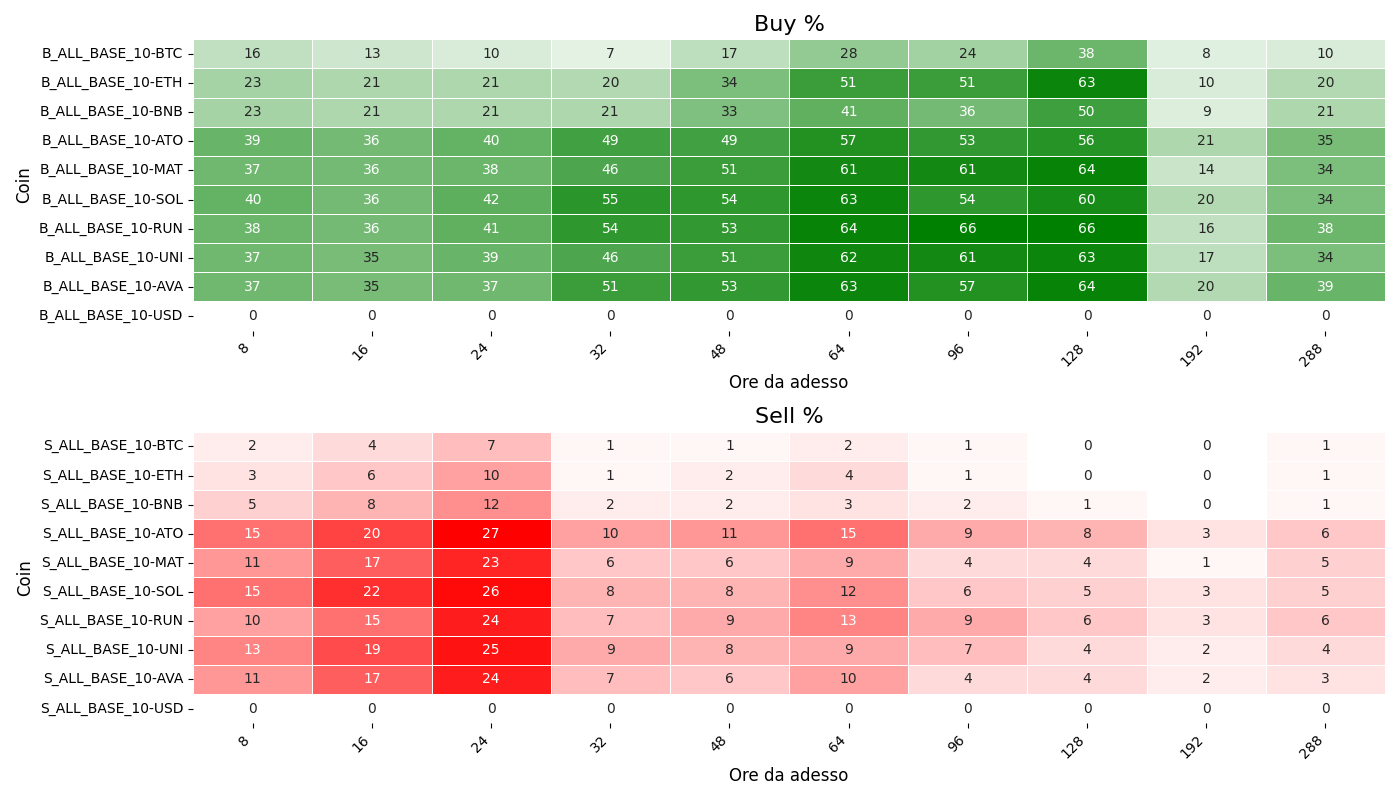 Buy %
Coin
B_ALL_BASE_10-BTC 16 13 10 7 17 28 24 38 8 10
B_ALL_BASE_10-ETH 23 21 21 20 34 51 51 63 10 20
B_ALL_BASE_10-BNB 23 21 21 21 33 41 36 50 9 21
B_ALL_BASE_10-ATO 39 36 40 49 49 57 53 56 21 35
B_ALL_BASE_10-MAT 37 36 38 46 51 61 61 64 14 34
B_ALL_BASE_10-SOL 40 36 42 55 54 63 54 60 20 34
B_ALL_BASE_10-RUN 38 36 41 54 53 64 66 66 16 38
B_ALL_BASE_10-UNI 37 35 39 46 51 62 61 63 17 34
B_ALL_BASE_10-AVA 37 35 37 51 53 63 57 64 20 39
B_ALL_BASE_10-USD 0 0 0 0 0 0 0 0 0 0
8 16 24 32 48 64 96 128 192 288
Ore da adesso
Sell %
Coin
S_ALL_BASE_10-BTC 2 4 7 1 1 2 1 0 0 1
S_ALL_BASE_10-ETH 3 6 10 1 2 4 1 0 0 1
S_ALL_BASE_10-BNB 5 8 12 2 2 3 2 1 0 1
S_ALL_BASE_10-ATO 15 20 27 10 11 15 9 8 3 6
S_ALL_BASE_10-MAT 11 17 23 6 6 9 4 4 1 5
S_ALL_BASE_10-SOL 15 22 26 8 8 12 6 5 3 5
S_ALL_BASE_10-RUN 10 15 24 7 9 13 9 6 3 6
S_ALL_BASE_10-UNI 13 19 25 9 8 9 7 4 2 4
S_ALL_BASE_10-AVA 11 17 24 7 6 10 4 4 2 3
S_ALL_BASE_10-USD 0 0 0 0 0 0 0 0 0 0
8 16 24 32 48 64 96 128 192 288
Ore da adesso